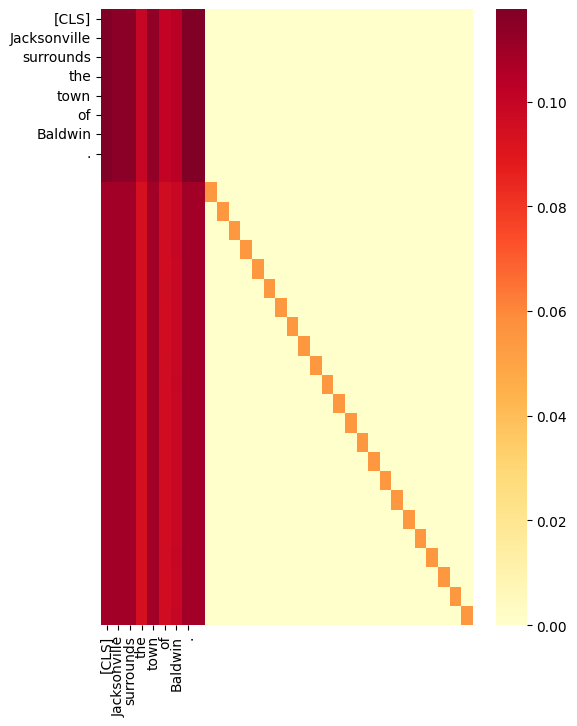 [CLS]
Jacksonville
surrounds
the
town
of
Baldwin
.
0.10
0.08
0.06
0.04
0.02
0.00
[CLS]
Jacksonville
surrounds
the
town
of
Baldwin
.